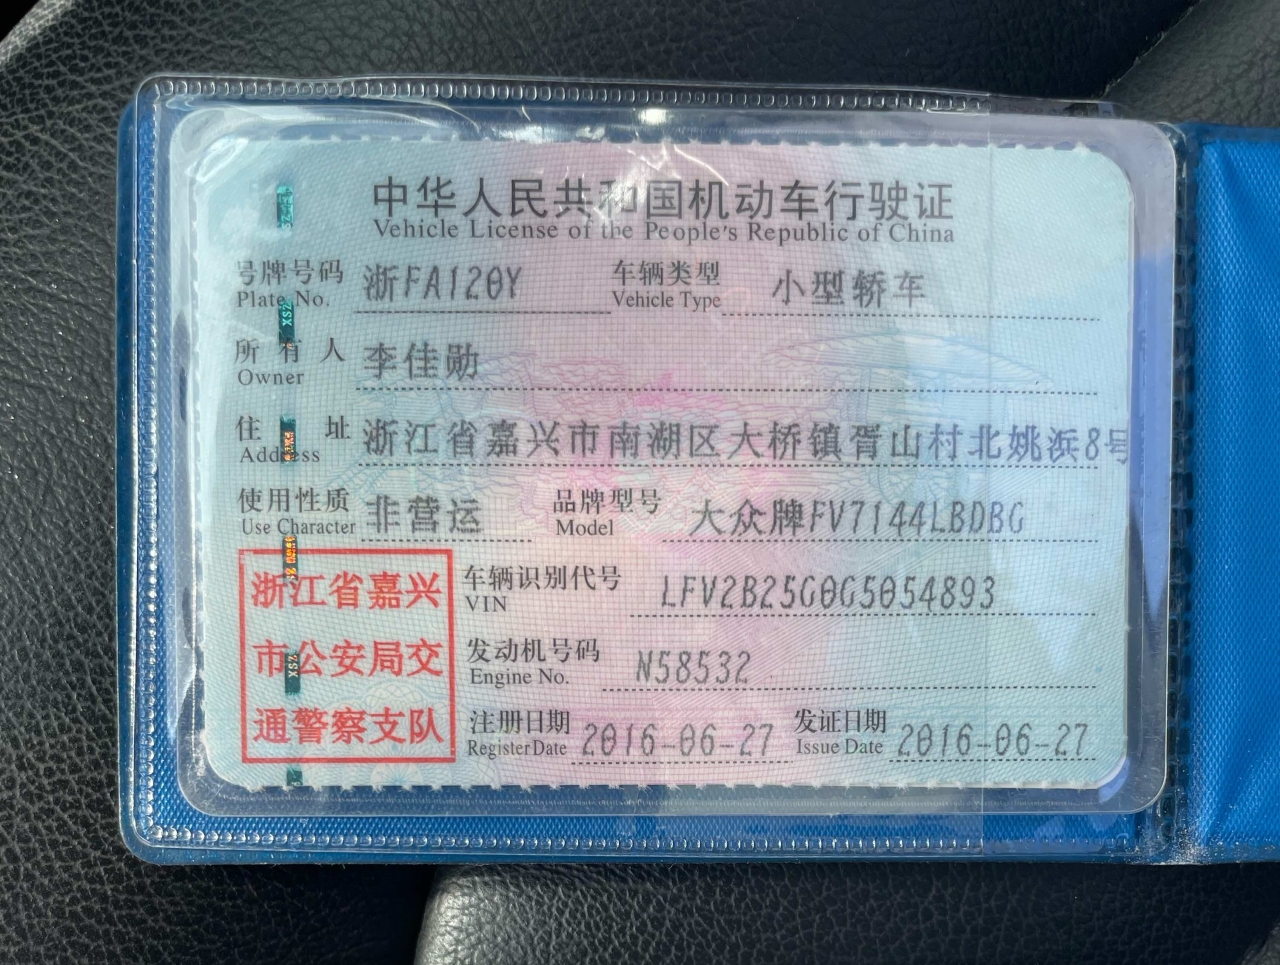 中华人民共和国机动车行驶证
Vehicle License of the People's Republic of China
号牌号码 浙FA120Y 车辆类型 小型轿车
Plate No. Vehicle Type
所有人 李佳勋
Owner
住址 浙江省嘉兴市南湖区大桥镇胥山村北姚浜8号
Address
使用性质 非营运 品牌型号 大众牌FV7144LBDBG
Use Character Model
浙江省嘉兴
市公安局交
通警察支队
车辆识别代号 LFV2B25G0G5054893
VIN
发动机号码 N58532
Engine No.
注册日期 2016-06-27 发证日期 2016-06-27
Register Date Issue Date
XSZ
XSZ